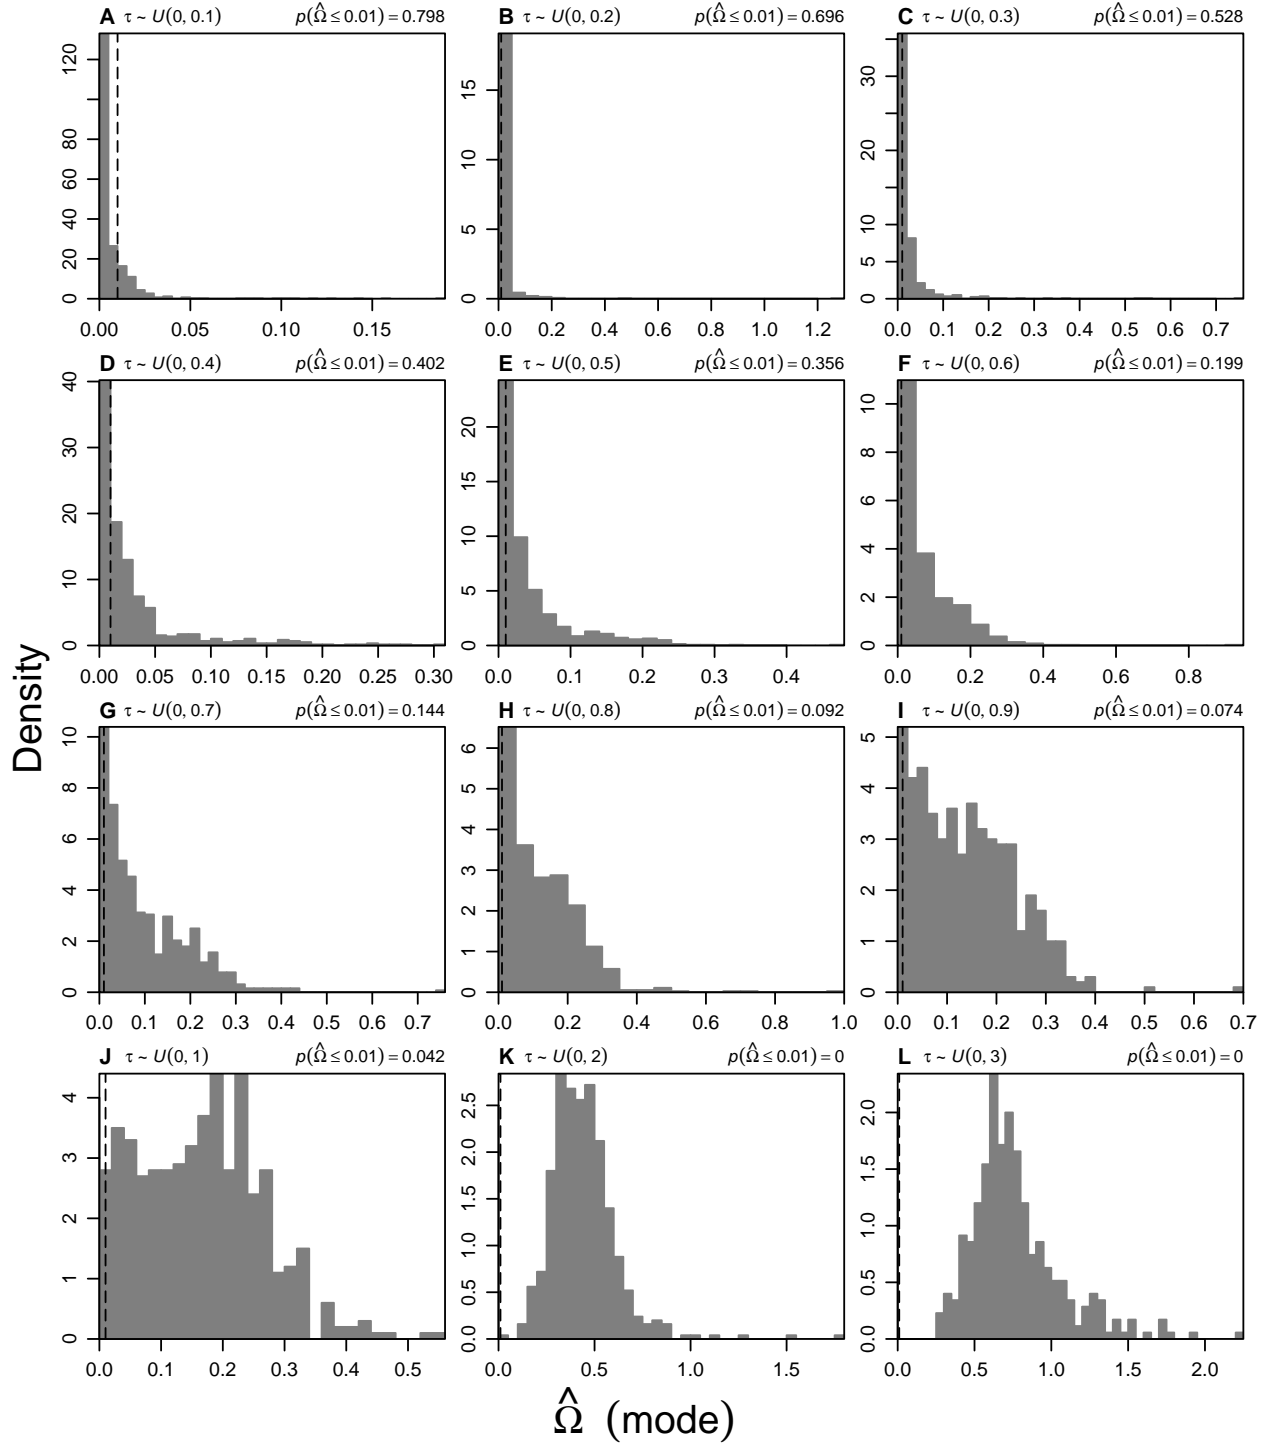 A τ ~ U(0, 0.1) p(Ω̂ ≤ 0.01) = 0.798
B τ ~ U(0, 0.2) p(Ω̂ ≤ 0.01) = 0.696
C τ ~ U(0, 0.3) p(Ω̂ ≤ 0.01) = 0.528
0 20 40 60 80 120
0 5 10 15
0 5 10 20 30
0.00 0.05 0.10 0.15
0.0 0.2 0.4 0.6 0.8 1.0 1.2
0.0 0.1 0.2 0.3 0.4 0.5 0.6 0.7
D τ ~ U(0, 0.4) p(Ω̂ ≤ 0.01) = 0.402
E τ ~ U(0, 0.5) p(Ω̂ ≤ 0.01) = 0.356
F τ ~ U(0, 0.6) p(Ω̂ ≤ 0.01) = 0.199
0 10 20 30 40
0 5 10 15 20
0 2 4 6 8 10
0.00 0.05 0.10 0.15 0.20 0.25 0.30
0.0 0.1 0.2 0.3 0.4
0.0 0.2 0.4 0.6 0.8
Density
G τ ~ U(0, 0.7) p(Ω̂ ≤ 0.01) = 0.144
H τ ~ U(0, 0.8) p(Ω̂ ≤ 0.01) = 0.092
I τ ~ U(0, 0.9) p(Ω̂ ≤ 0.01) = 0.074
0 2 4 6 8 10
0 1 2 3 4 5 6
0 1 2 3 4 5
0.0 0.1 0.2 0.3 0.4 0.5 0.6 0.7
0.0 0.2 0.4 0.6 0.8 1.0
0.0 0.1 0.2 0.3 0.4 0.5 0.6 0.7
J τ ~ U(0, 1) p(Ω̂ ≤ 0.01) = 0.042
K τ ~ U(0, 2) p(Ω̂ ≤ 0.01) = 0
L τ ~ U(0, 3) p(Ω̂ ≤ 0.01) = 0
0 1 2 3 4
0.0 0.5 1.0 1.5 2.0 2.5
0.0 0.5 1.0 1.5 2.0
0.0 0.1 0.2 0.3 0.4 0.5
0.0 0.5 1.0 1.5
0.0 0.5 1.0 1.5 2.0
Ω̂ (mode)